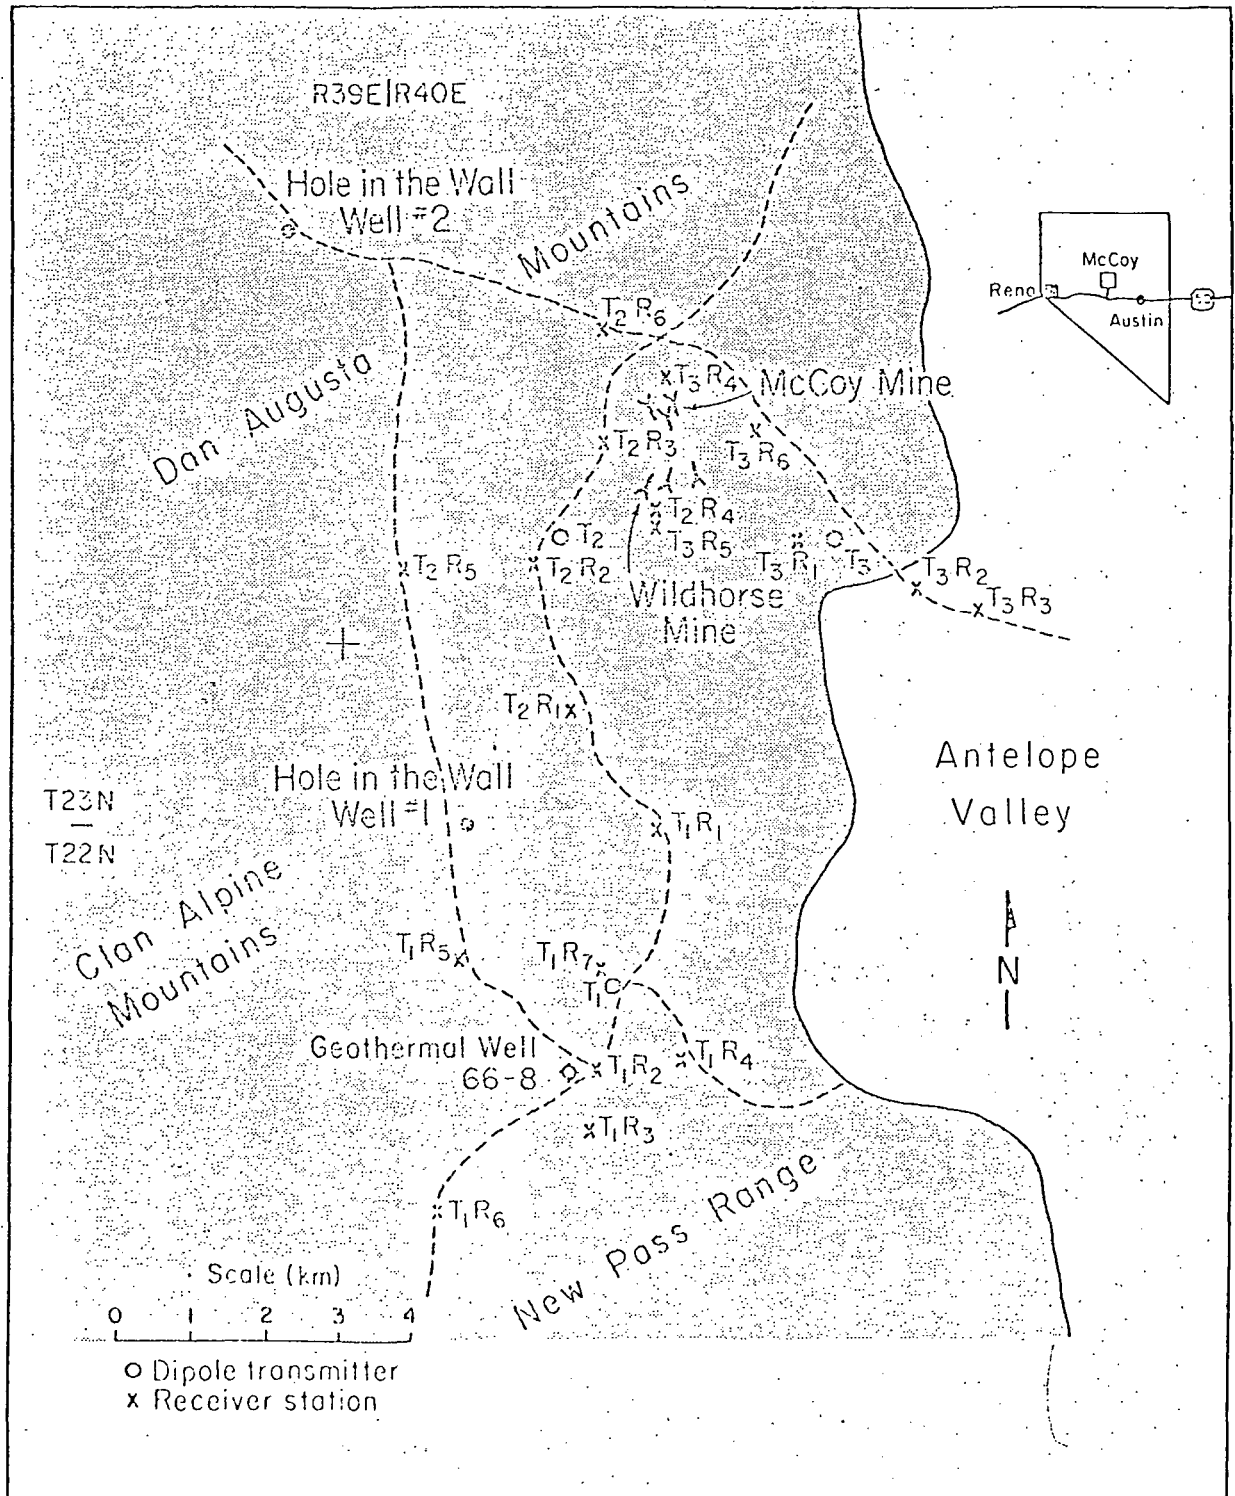 R39E|R40E
Hole in the Wall
Well #2
Mountains
McCoy
Reno
Austin
T2 R6
Dan Augusta
T3 R4
McCoy Mine
T2 R3
T3 R6
T2 R4
T2
T3 R5
T3 R1
T3
T2 R5
T2 R2
T3 R2
T3 R3
Wildhorse
Mine
T2 R1
Antelope
Valley
Hole in the Wall
Well #1
T23N
T22N
T1 R1
Clan Alpine
Mountains
T1 R5
T1 R7
T1
N
Geothermal Well
66-8
T1 R2
T1 R4
T1 R3
T1 R6
New Pass Range
Scale (km)
0 1 2 3 4
O Dipole transmitter
x Receiver station